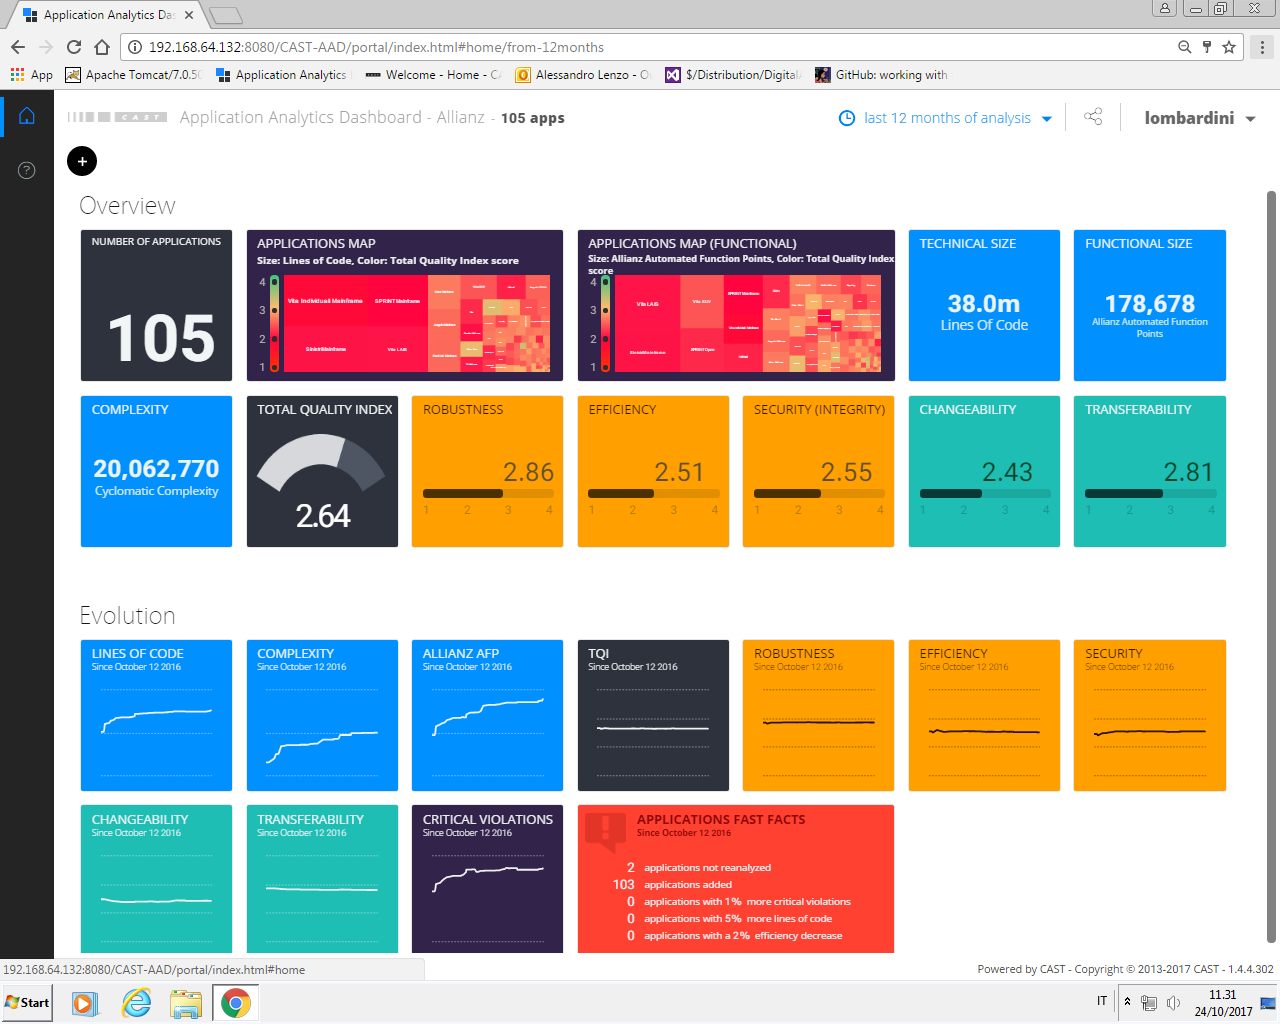 Application Analytics Das
192.168.64.132:8080/CAST-AAD/portal/index.html#home/from-12months
App
Apache Tomcat/7.0.50
Application Analytics
Welcome - Home - CA
Alessandro Lenzo - O
$/Distribution/DigitalA
GitHub: working with
CAST
Application Analytics Dashboard - Allianz - 105 apps
last 12 months of analysis
lombardini
Overview
NUMBER OF APPLICATIONS
105
APPLICATIONS MAP
Size: Lines of Code, Color: Total Quality Index score
4
3
2
1
Vita Individuali Mainframe
SPRINT Mainframe
SinistriMainframe
Vita LAIS
APPLICATIONS MAP (FUNCTIONAL)
Size: Allianz Automated Function Points, Color: Total Quality Index
score
4
3
2
1
Vita LAIS
SinistriMainframe
SPRINT Mainframe
SPRINT Open
TECHNICAL SIZE
38.0m
Lines Of Code
FUNCTIONAL SIZE
178,678
Allianz Automated Function
Points
COMPLEXITY
20,062,770
Cyclomatic Complexity
TOTAL QUALITY INDEX
2.64
ROBUSTNESS
2.86
1 2 3 4
EFFICIENCY
2.51
1 2 3 4
SECURITY (INTEGRITY)
2.55
1 2 3 4
CHANGEABILITY
2.43
1 2 3 4
TRANSFERABILITY
2.81
1 2 3 4
Evolution
LINES OF CODE
Since October 12 2016
COMPLEXITY
Since October 12 2016
ALLIANZ AFP
Since October 12 2016
TQI
Since October 12 2016
ROBUSTNESS
Since October 12 2016
EFFICIENCY
Since October 12 2016
SECURITY
Since October 12 2016
CHANGEABILITY
Since October 12 2016
TRANSFERABILITY
Since October 12 2016
CRITICAL VIOLATIONS
Since October 12 2016
APPLICATIONS FAST FACTS
Since October 12 2016
2 applications not reanalyzed
103 applications added
0 applications with 1% more critical violations
0 applications with 5% more lines of code
0 applications with a 2% efficiency decrease
192.168.64.132:8080/CAST-AAD/portal/index.html#home
Powered by CAST - Copyright © 2013-2017 CAST - 1.4.4.302
Start
IT
11.31
24/10/2017